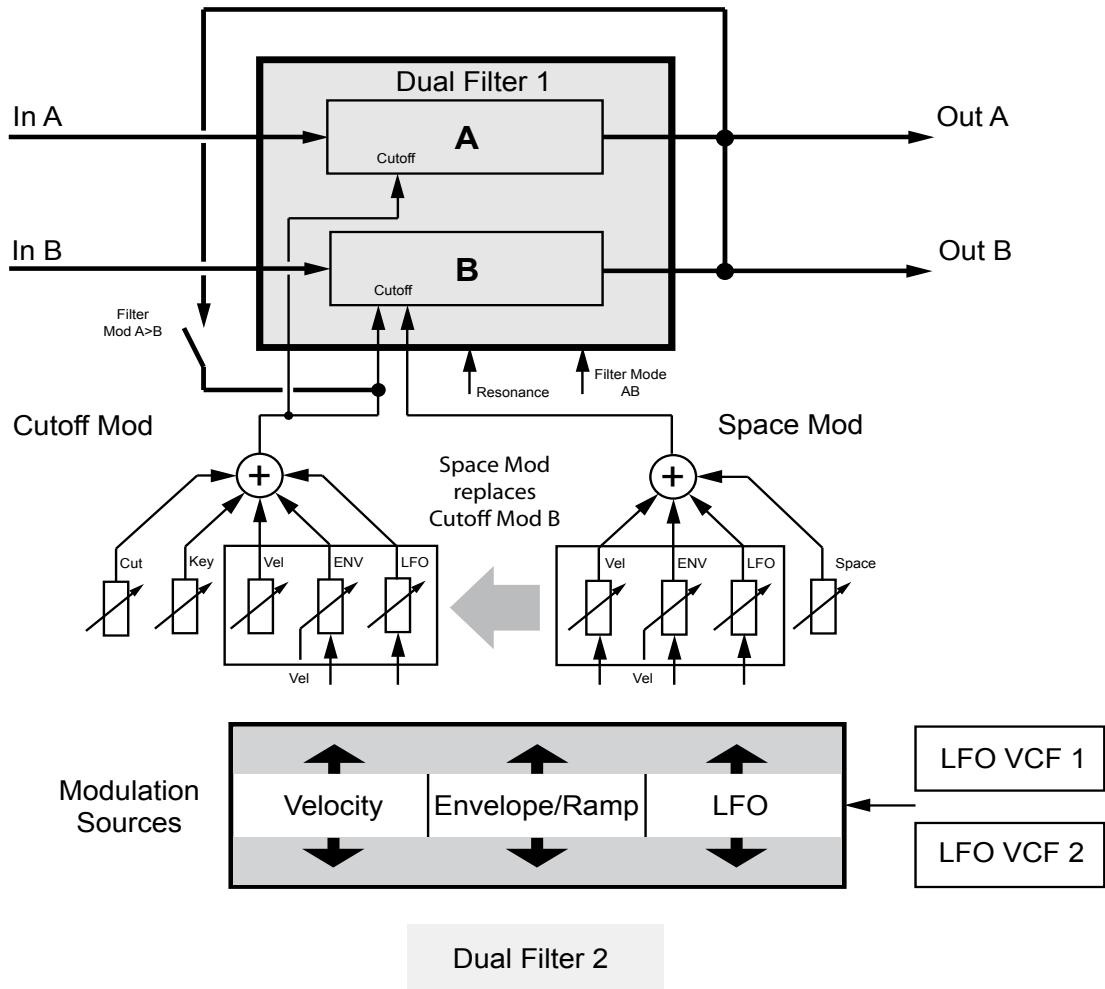 Dual Filter 1
In A
A
Out A
Cutoff
In B
B
Out B
Cutoff
Filter
Mod A>B
Resonance
Filter Mode
AB
Cutoff Mod
Space Mod
+
Space Mod
replaces
Cutoff Mod B
+
Cut
Key
Vel
ENV
LFO
Vel
ENV
LFO
Space
Vel
Vel
Modulation
Sources
Velocity
Envelope/Ramp
LFO
LFO VCF 1
LFO VCF 2
Dual Filter 2